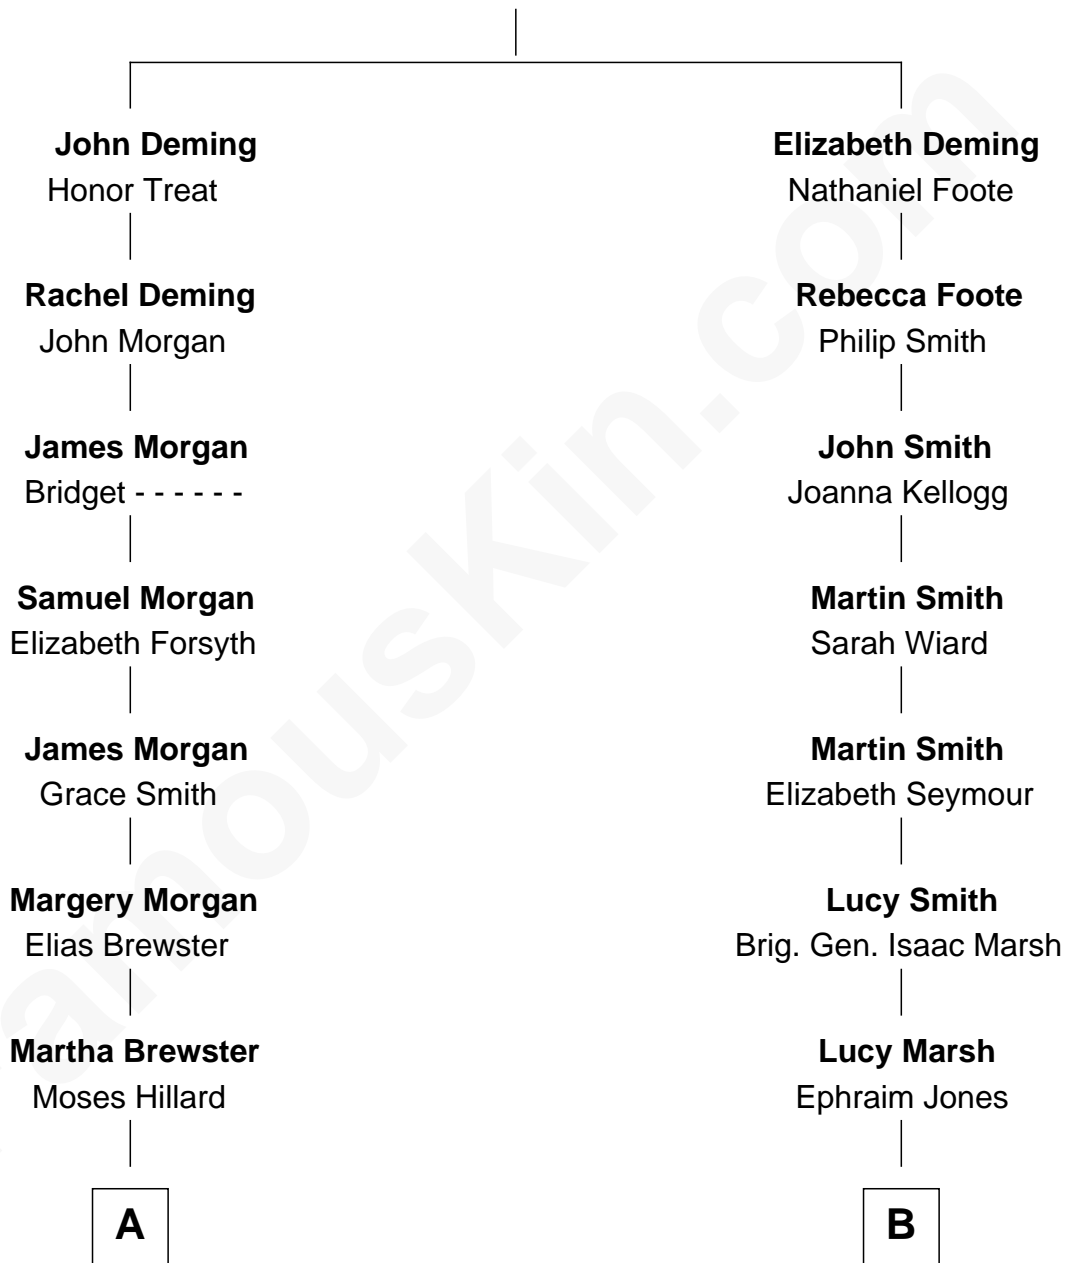 John Deming
Honor Treat
Rachel Deming
John Morgan
James Morgan
Bridget - - - - - -
Samuel Morgan
Elizabeth Forsyth
James Morgan
Grace Smith
Margery Morgan
Elias Brewster
Martha Brewster
Moses Hillard
A
Elizabeth Deming
Nathaniel Foote
Rebecca Foote
Philip Smith
John Smith
Joanna Kellogg
Martin Smith
Sarah Wiard
Martin Smith
Elizabeth Seymour
Lucy Smith
Brig. Gen. Isaac Marsh
Lucy Marsh
Ephraim Jones
B
amouskin.com